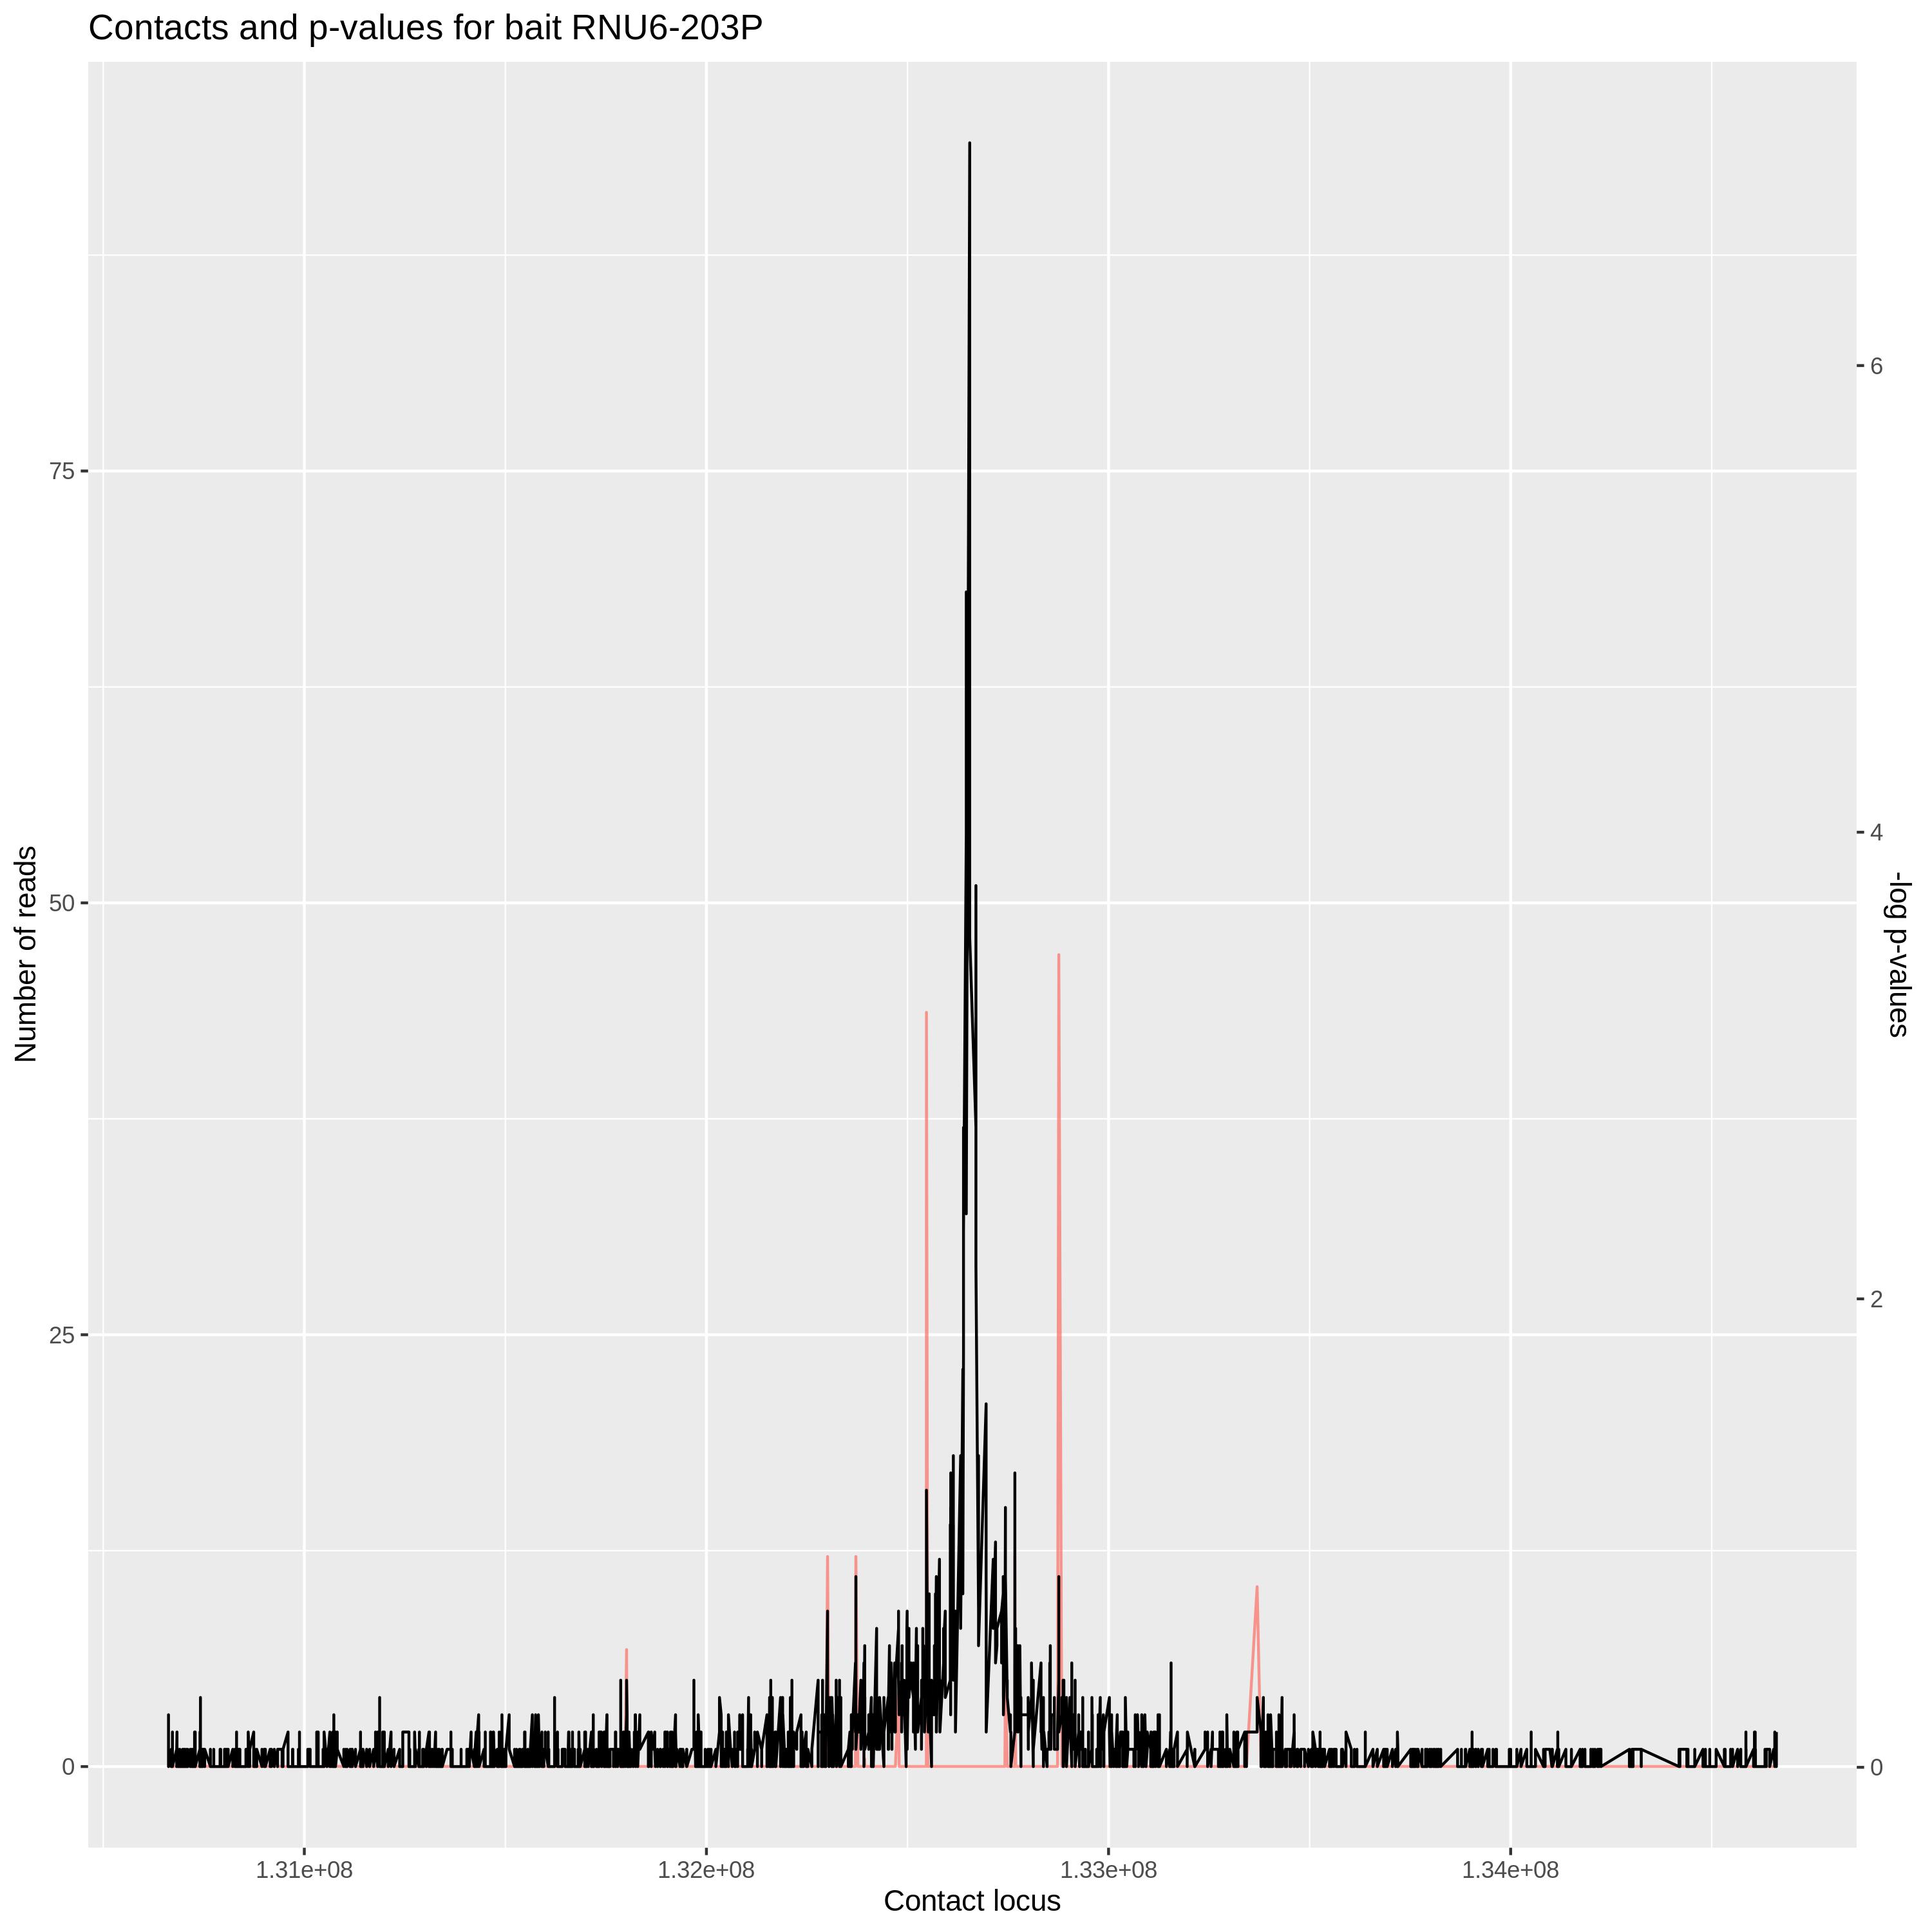 Contacts and p-values for bait RNU6-203P
Number of reads
75
50
25
0
6
4
2
0
-log p-values
1.31e+08
1.32e+08
1.33e+08
1.34e+08
Contact locus